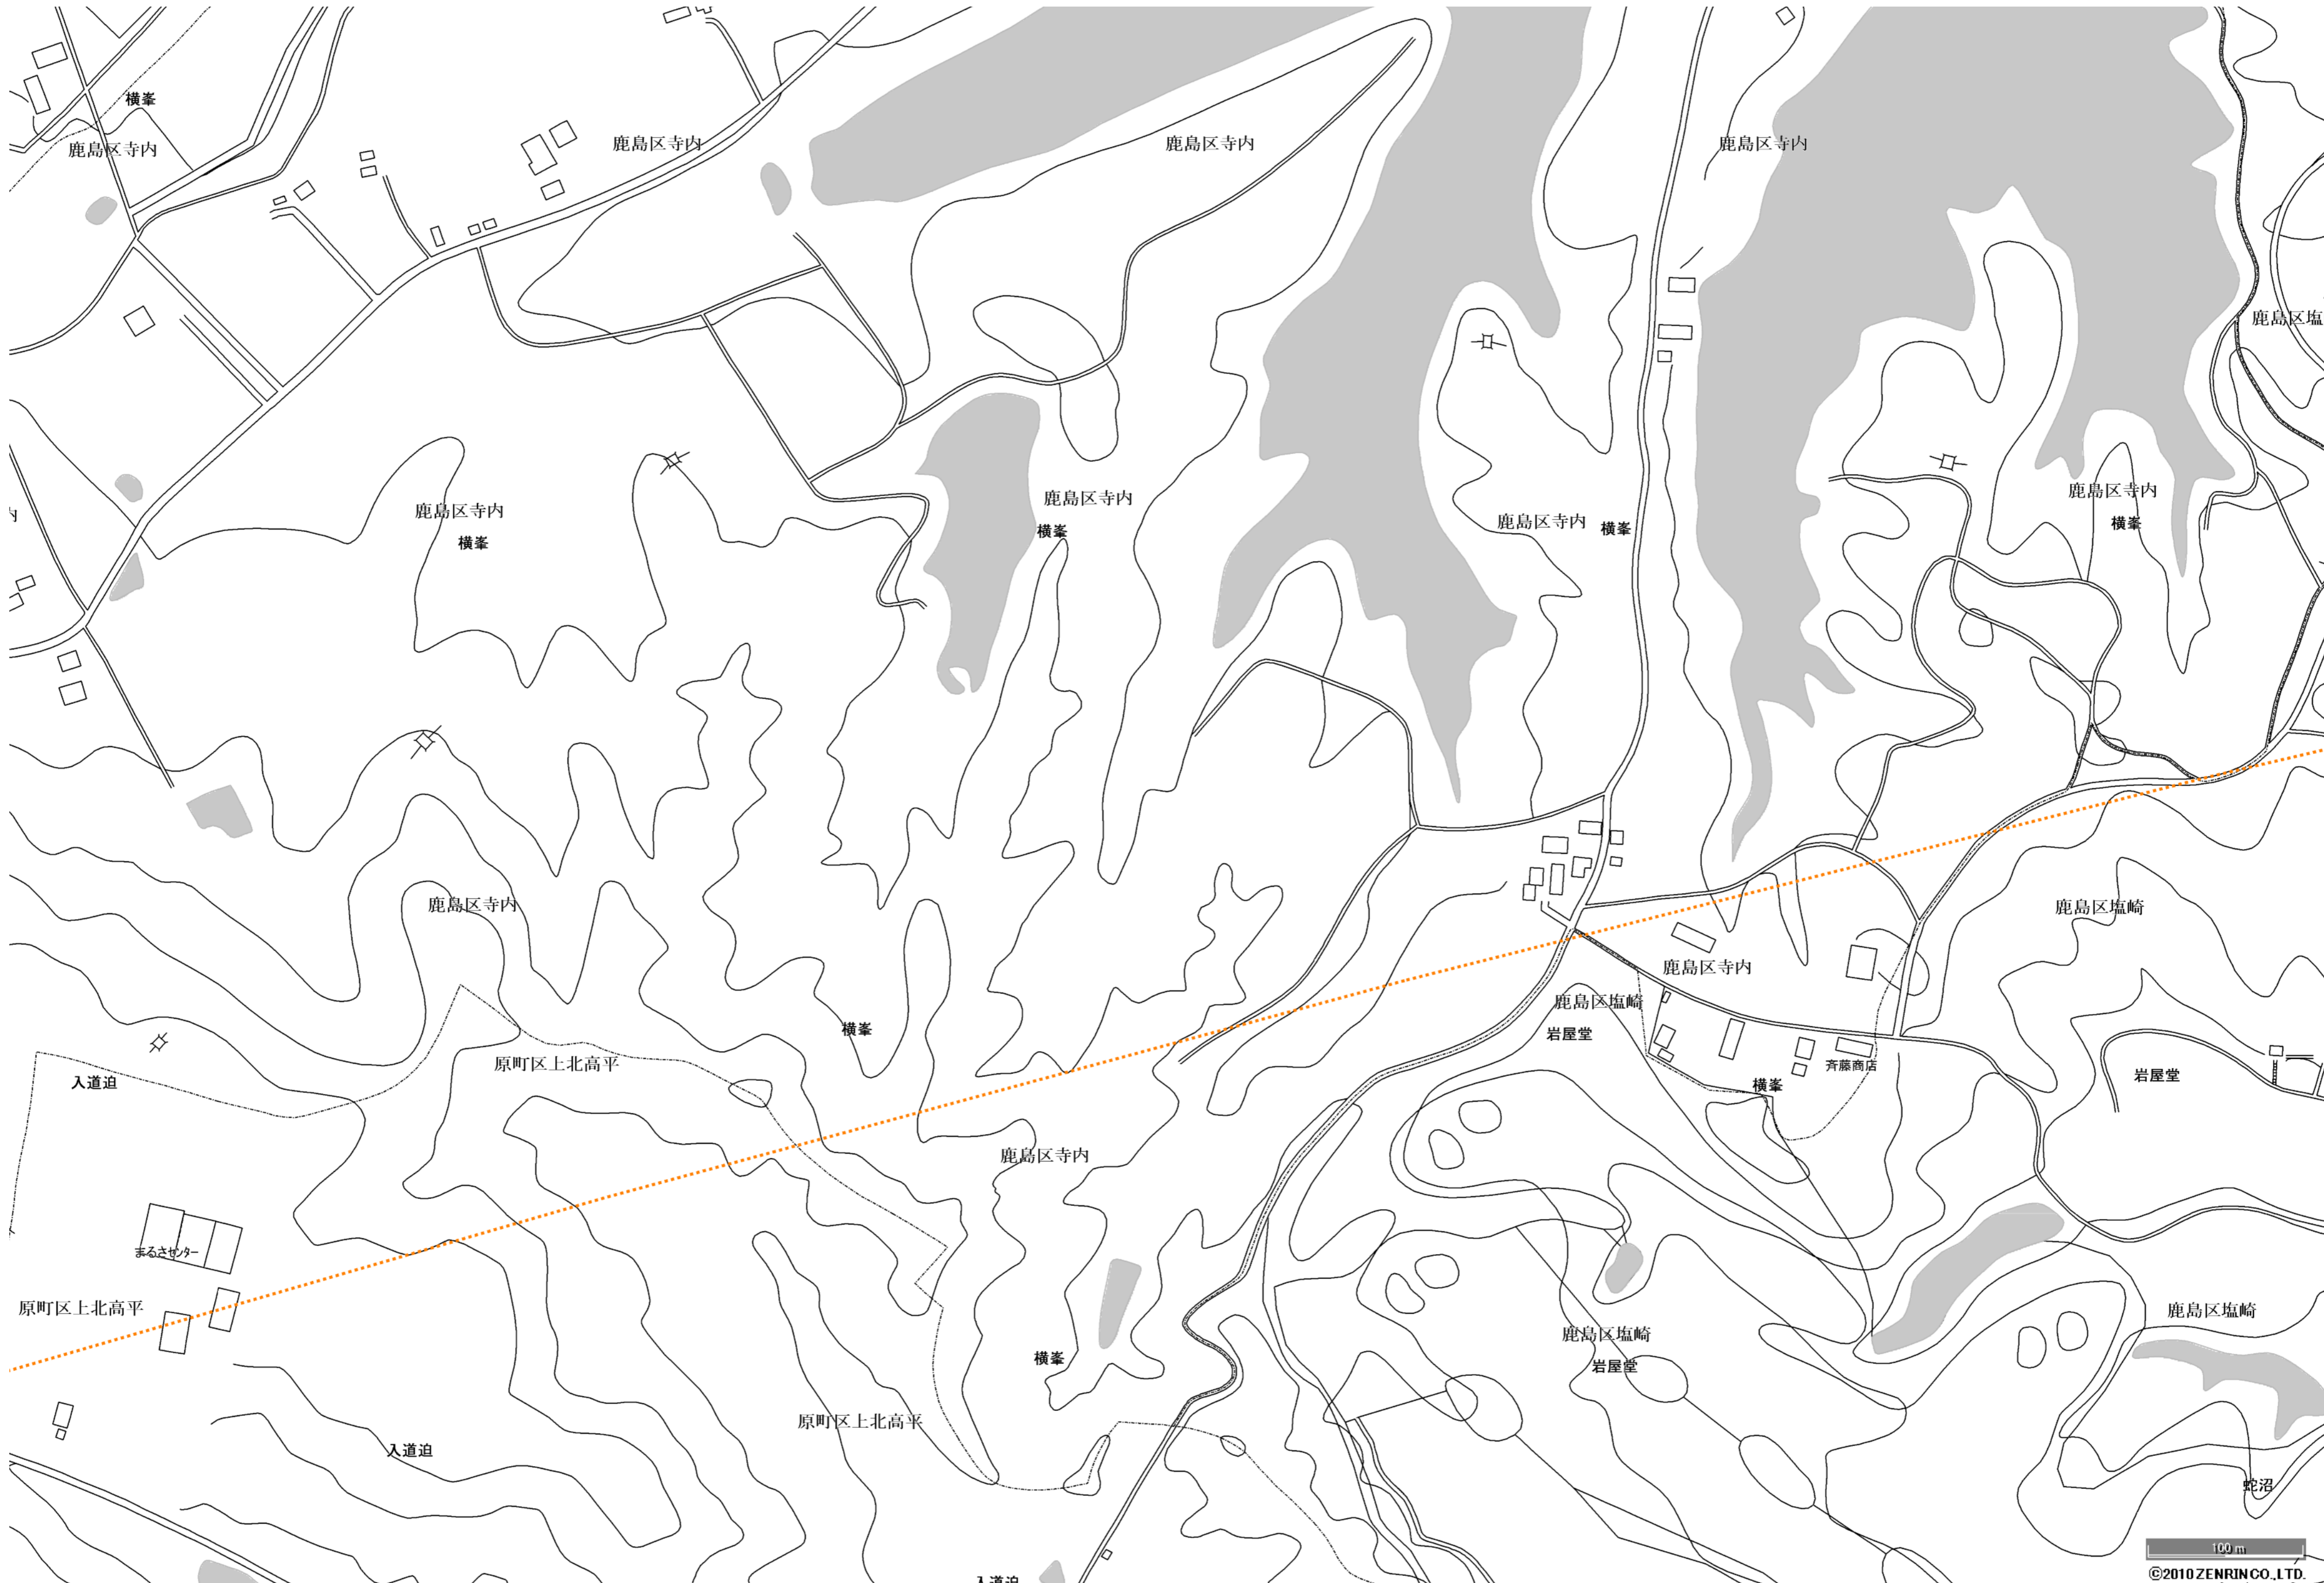 横峯
鹿島区寺内
鹿島区寺内
鹿島区寺内
鹿島区寺内
鹿島区塩
内
鹿島区寺内
横峯
鹿島区寺内
横峯
鹿島区寺内
横峯
鹿島区寺内
横峯
鹿島区寺内
鹿島区塩崎
鹿島区寺内
鹿島区塩崎
横峯
岩屋堂
原町区上北高平
斉藤商店
岩屋堂
入道迫
横峯
鹿島区寺内
まるさセンター
原町区上北高平
鹿島区塩崎
鹿島区塩崎
横峯
岩屋堂
原町区上北高平
入道迫
蛇沼
100 m
©2010 ZENRIN CO., LTD.
入道迫